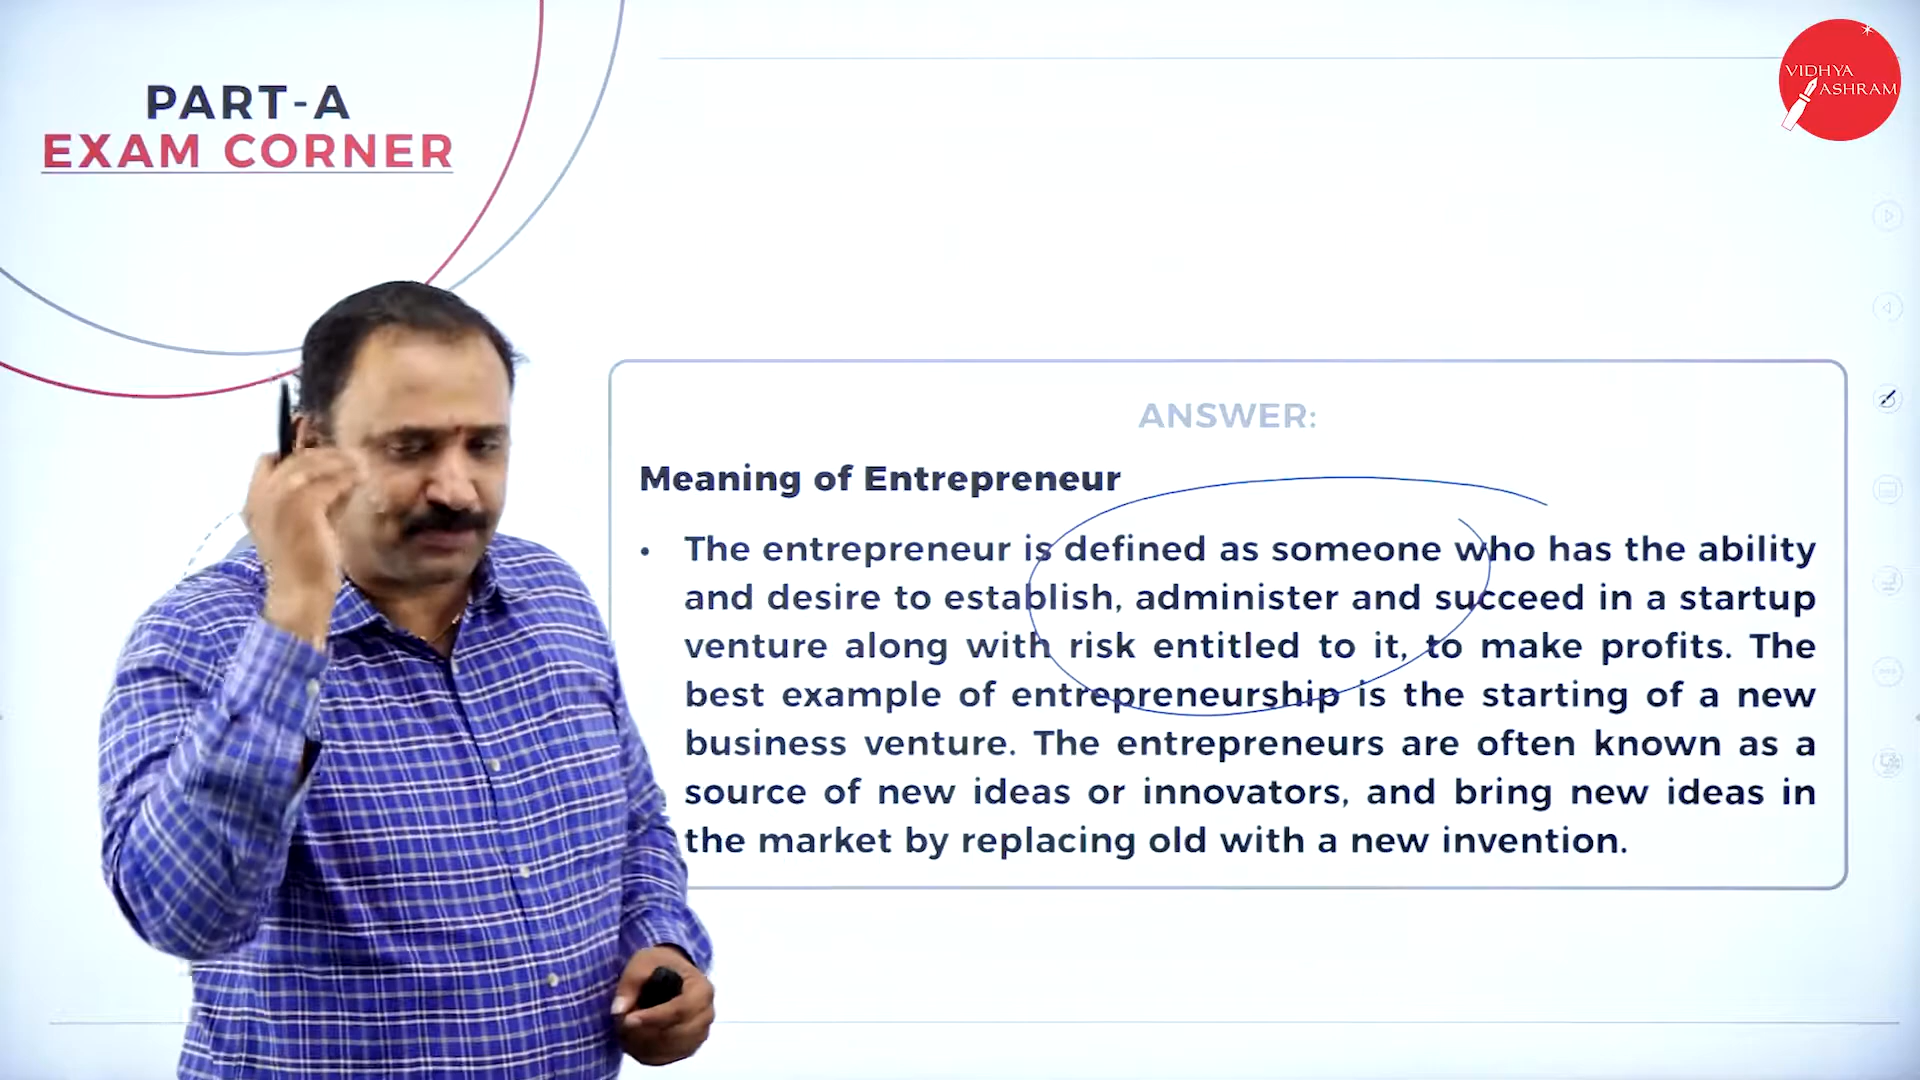 PART-A
EXAM CORNER
VIDHYA
ASHRAM
ANSWER:
Meaning of Entrepreneur
• The entrepreneur is defined as someone who has the ability
and desire to establish, administer and succeed in a startup
venture along with risk entitled to it, to make profits. The
best example of entrepreneurship is the starting of a new
business venture. The entrepreneurs are often known as a
source of new ideas or innovators, and bring new ideas in
the market by replacing old with a new invention.